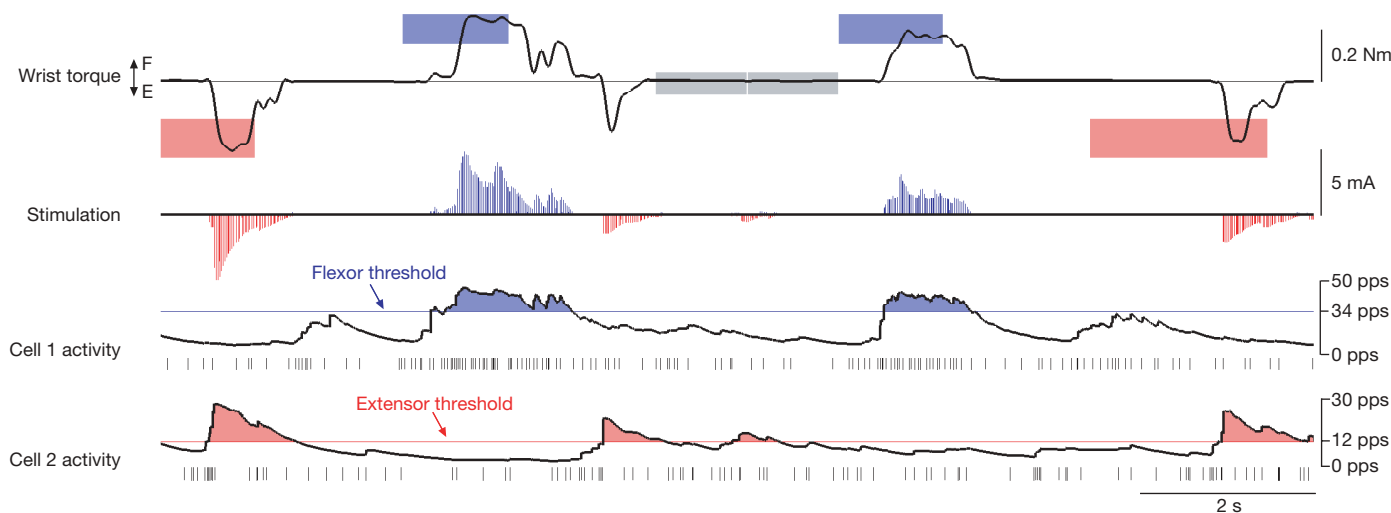 F
0.2 Nm
Wrist torque
E
5 mA
Stimulation
Flexor threshold
50 pps
34 pps
Cell 1 activity
0 pps
Extensor threshold
30 pps
12 pps
Cell 2 activity
0 pps
2 s